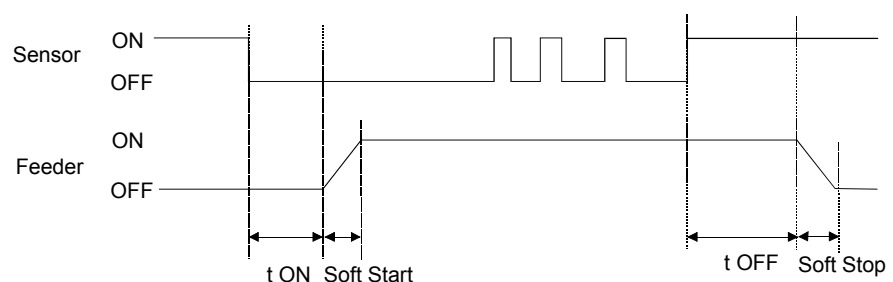 ON
Sensor
OFF
ON
Feeder
OFF
t ON Soft Start
t OFF Soft Stop